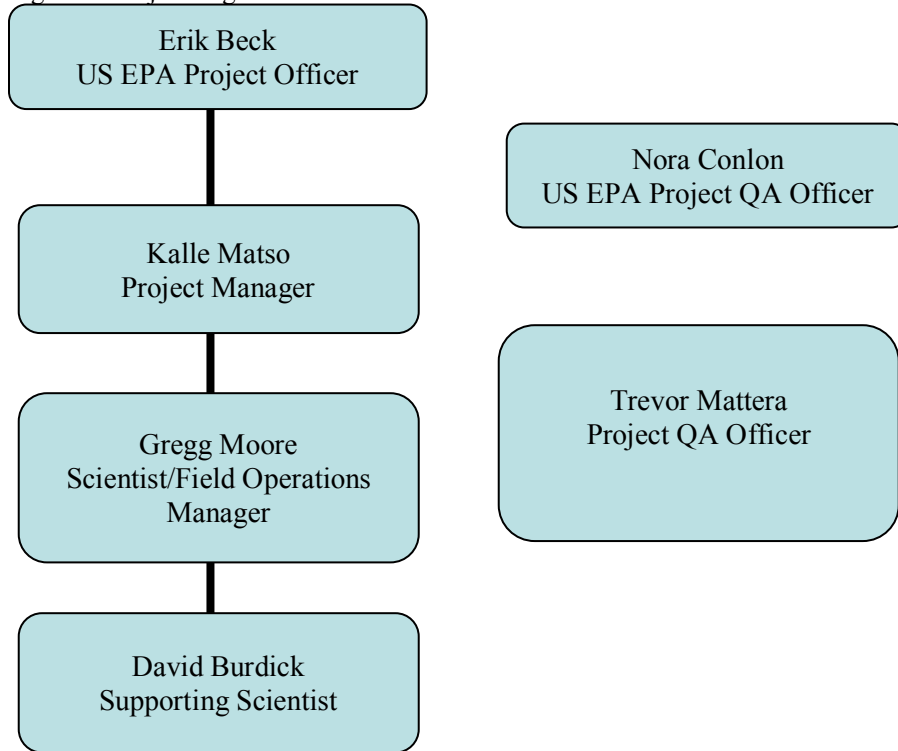 Erik Beck
US EPA Project Officer
Nora Conlon
US EPA Project QA Officer
Kalle Matso
Project Manager
Trevor Mattera
Project QA Officer
Gregg Moore
Scientist/Field Operations
Manager
David Burdick
Supporting Scientist